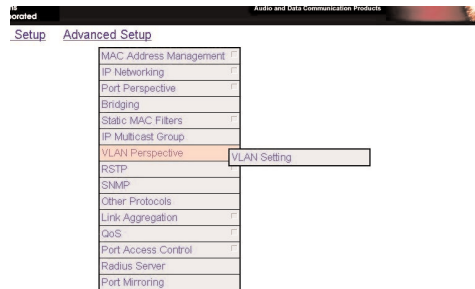 Audio and Data Communication Products
porated
Setup Advanced Setup
MAC Address Management
IP Networking
Port Perspective
Bridging
Static MAC Filters
IP Multicast Group
VLAN Perspective
VLAN Setting
RSTP
SNMP
Other Protocols
Link Aggregation
QoS
Port Access Control
Radius Server
Port Mirroring